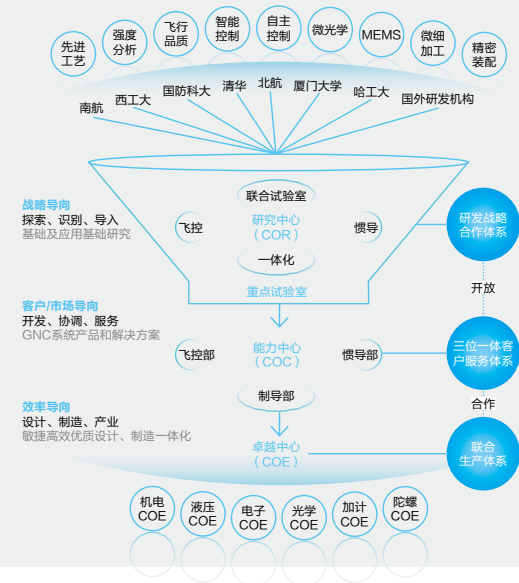 先进
工艺
强度
分析
飞行
品质
智能
控制
自主
控制
微光学
MEMS
微细
加工
精密
装配
南航
西工大
国防科大
清华
北航
厦门大学
哈工大
国外研发机构
战略导向
探索、识别、导入
基础及应用基础研究
联合试验室
飞控
研究中心
（COR）
惯导
一体化
重点试验室
研发战略
合作体系
开放
客户/市场导向
开发、协调、服务
GNC系统产品和解决方案
飞控部
能力中心
（COC）
惯导部
三位一体客
户服务体系
制导部
合作
效率导向
设计、制造、产业
敏捷高效优质设计、制造一体化
卓越中心
（COE）
联合
生产体系
机电
COE
液压
COE
电子
COE
光学
COE
加计
COE
陀螺
COE